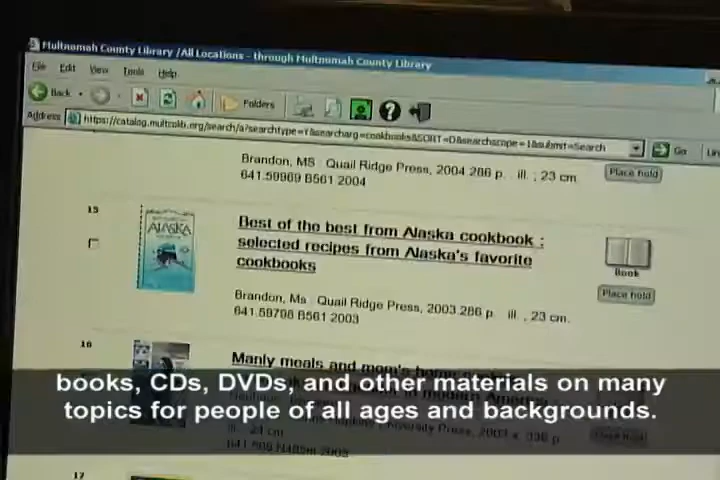 Multnomah County Library /All Locations - through Multnomah County Library
File Edit View Tools Help
Back Folders
Address https://catalog.multcolib.org/search/a?searchtype=Y&searcharg=cookbooks&SORT=D&searchscope=1&submit=Search Go
Brandon, MS Quail Ridge Press, 2004 286 p. ill. ; 23 cm.
641.59969 B561 2004
Place hold
15
ALASKA
Best of the best from Alaska cookbook :
selected recipes from Alaska's favorite
cookbooks
Book
Place hold
Brandon, Ms Quail Ridge Press, 2003.286 p. ill. ; 23 cm.
641.59798 B561 2003
16
Manly meals and mom's home
books, CDs, DVDs, and other materials on many
topics for people of all ages and backgrounds.
17